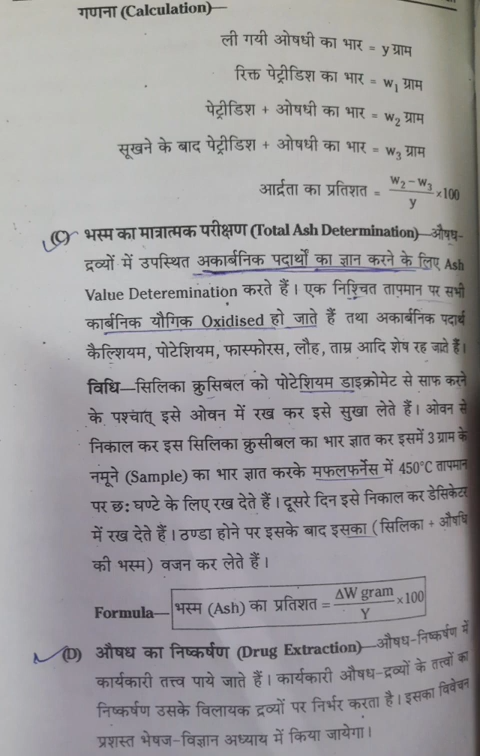 गणना (Calculation)—
ली गयी ओषधी का भार = y ग्राम
रिक्त पेट्रीडिश का भार = w₁ ग्राम
पेट्रीडिश + ओषधी का भार = w₂ ग्राम
सूखने के बाद पेट्रीडिश + ओषधी का भार = w₃ ग्राम
आर्द्रता का प्रतिशत = (w₂ – w₃)/y ×100
(C) भस्म का मात्रात्मक परीक्षण (Total Ash Determination)—औषध-
द्रव्यों में उपस्थित अकार्बनिक पदार्थों का ज्ञान करने के लिए Ash
Value Deteremination करते हैं। एक निश्चित तापमान पर सभी
कार्बनिक यौगिक Oxidised हो जाते हैं तथा अकार्बनिक पदार्थ
कैल्शियम, पोटेशियम, फास्फोरस, लौह, ताम्र आदि शेष रह जाते हैं।
विधि—सिलिका क्रुसिबल को पोटेशियम डाइक्रोमेट से साफ करने
के पश्चात् इसे ओवन में रख कर इसे सुखा लेते हैं। ओवन से
निकाल कर इस सिलिका क्रुसीबल का भार ज्ञात कर इसमें 3 ग्राम के
नमूने (Sample) का भार ज्ञात करके मफलफर्नेस में 450°C तापमान
पर छः घण्टे के लिए रख देते हैं। दूसरे दिन इसे निकाल कर डेसिकेटर
में रख देते हैं। ठण्डा होने पर इसके बाद इसका (सिलिका + औषधि
की भस्म) वजन कर लेते हैं।
Formula— भस्म (Ash) का प्रतिशत = (ΔW gram)/Y ×100
(D) औषध का निष्कर्षण (Drug Extraction)—औषध-निष्कर्षण में
कार्यकारी तत्त्व पाये जाते हैं। कार्यकारी औषध-द्रव्यों के तत्त्वों का
निष्कर्षण उसके विलायक द्रव्यों पर निर्भर करता है। इसका विवेचन
प्रशस्त भेषज-विज्ञान अध्याय में किया जायेगा।